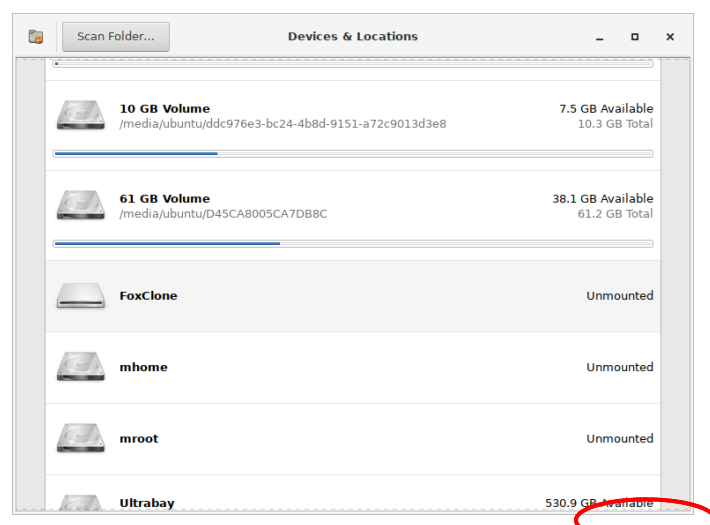 Scan Folder...
Devices & Locations
10 GB Volume
7.5 GB Available
/media/ubuntu/ddc976e3-bc24-4b8d-9151-a72c9013d3e8
10.3 GB Total
61 GB Volume
38.1 GB Available
/media/ubuntu/D45CA8005CA7DB8C
61.2 GB Total
FoxClone
Unmounted
mhome
Unmounted
mroot
Unmounted
Ultrabay
530.9 GB Available